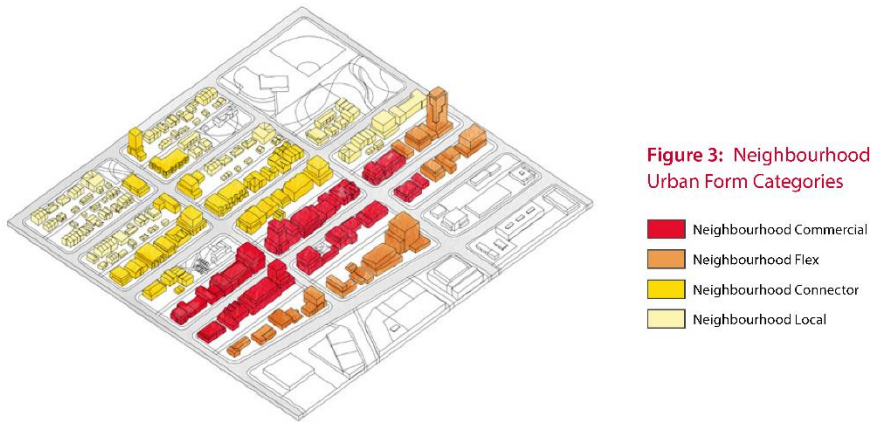 Figure 3: Neighbourhood
Urban Form Categories
Neighbourhood Commercial
Neighbourhood Flex
Neighbourhood Connector
Neighbourhood Local